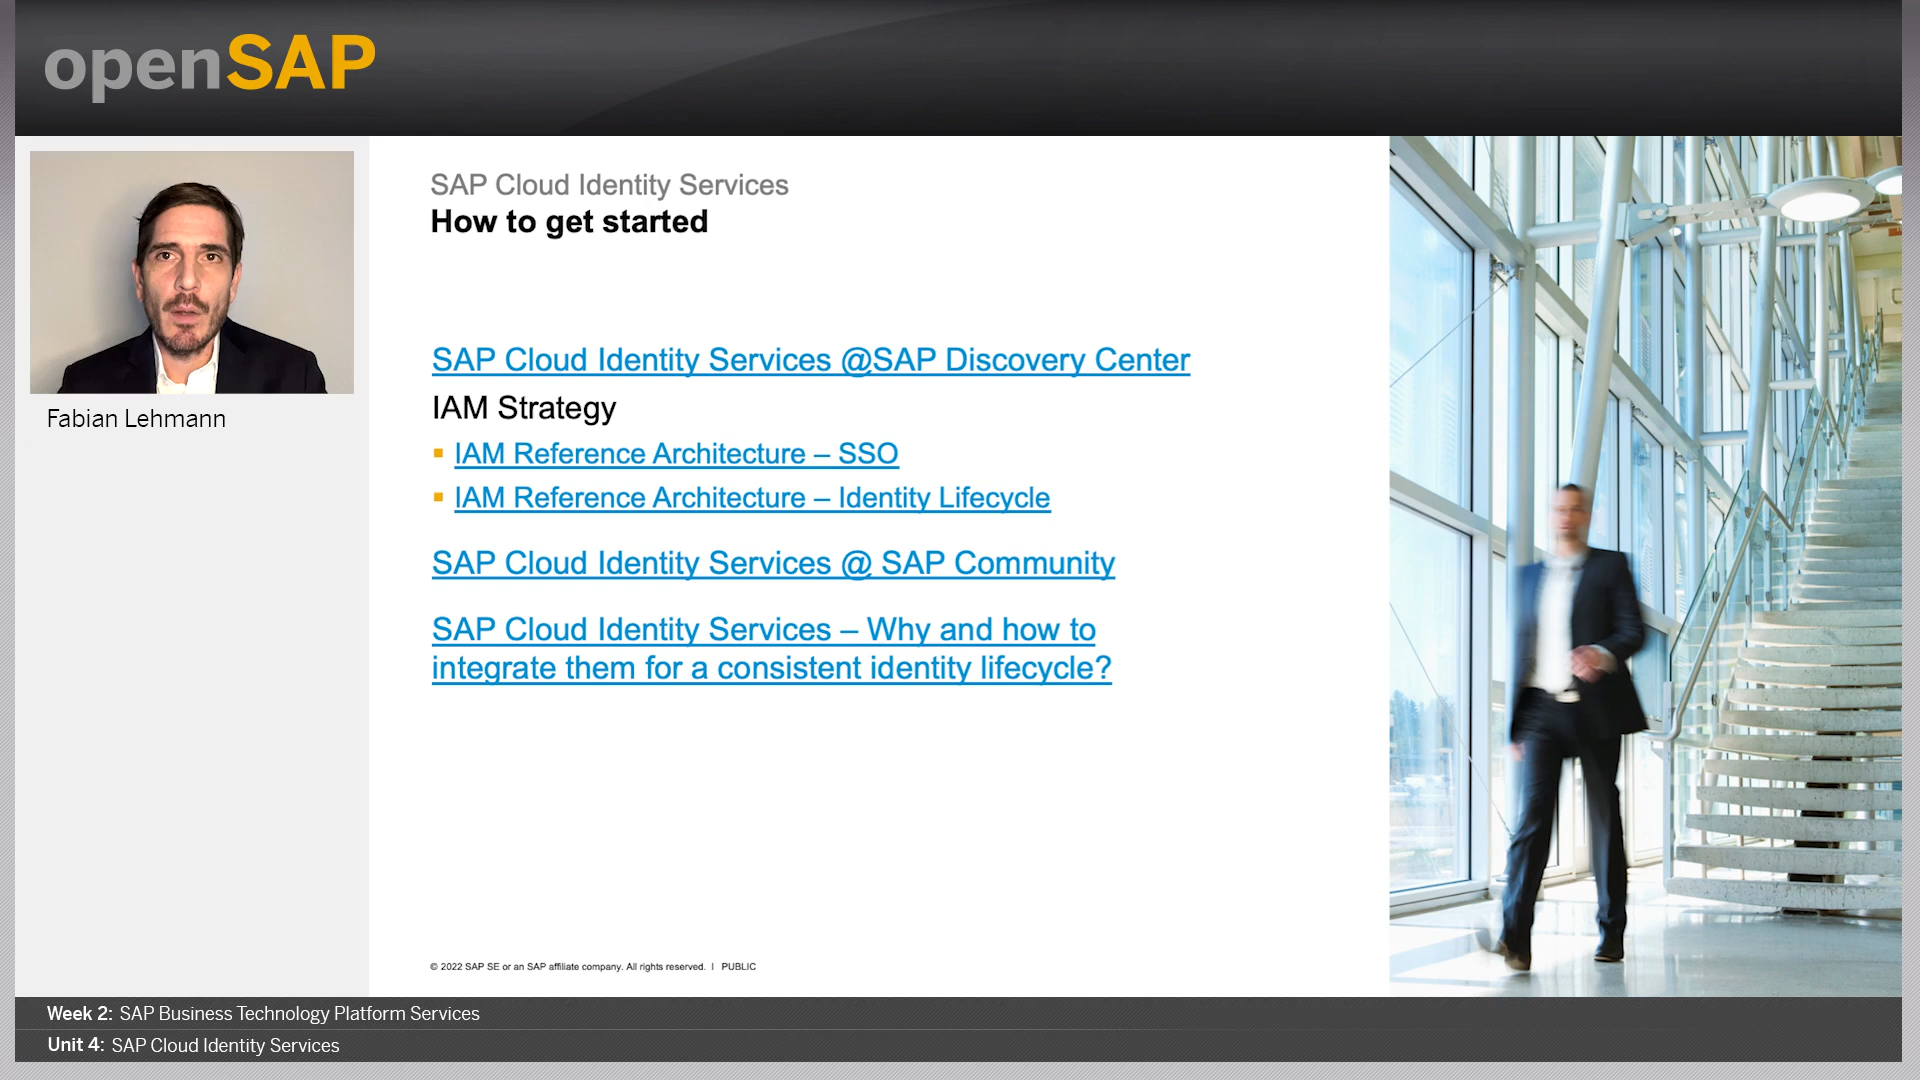 openSAP
Fabian Lehmann
SAP Cloud Identity Services
How to get started
SAP Cloud Identity Services @SAP Discovery Center
IAM Strategy
IAM Reference Architecture – SSO
IAM Reference Architecture – Identity Lifecycle
SAP Cloud Identity Services @ SAP Community
SAP Cloud Identity Services – Why and how to
integrate them for a consistent identity lifecycle?
© 2022 SAP SE or an SAP affiliate company. All rights reserved. | PUBLIC
Week 2: SAP Business Technology Platform Services
Unit 4: SAP Cloud Identity Services